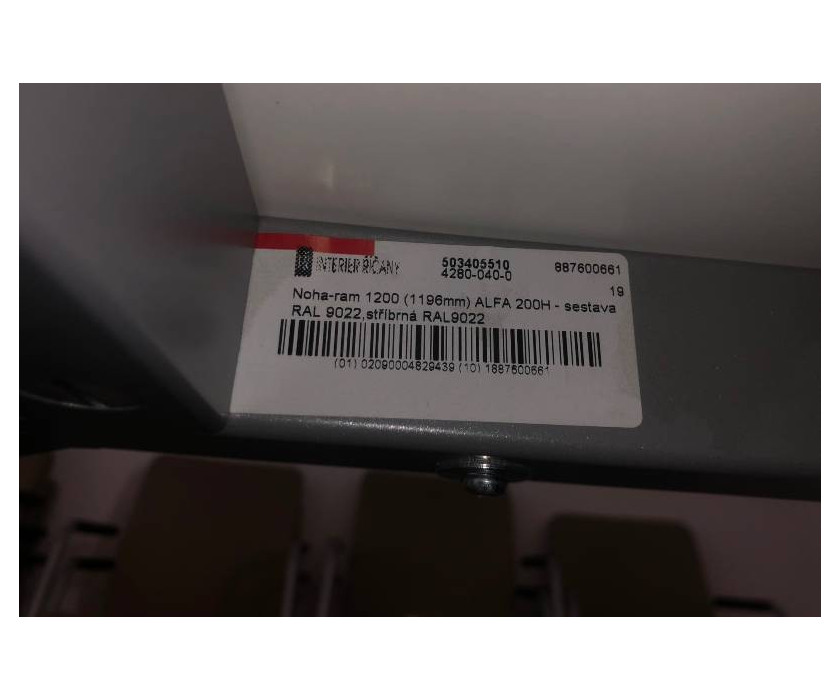 INTERIER ŘÍČANY
503405510
4280-040-0
887600661
19
Noha-ram 1200 (1196mm) ALFA 200H - sestava
RAL 9022,stříbrná RAL9022
(01) 02090004829439 (10) 1887600661